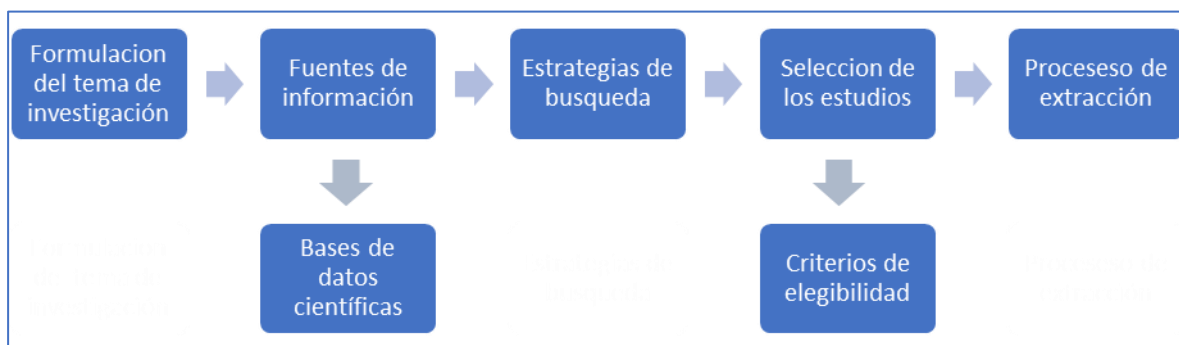 Formulacion
del tema de
investigación
Fuentes de
información
Estrategias de
busqueda
Seleccion de
los estudios
Proceseso de
extracción
Bases de
datos
científicas
Criterios de
elegibilidad